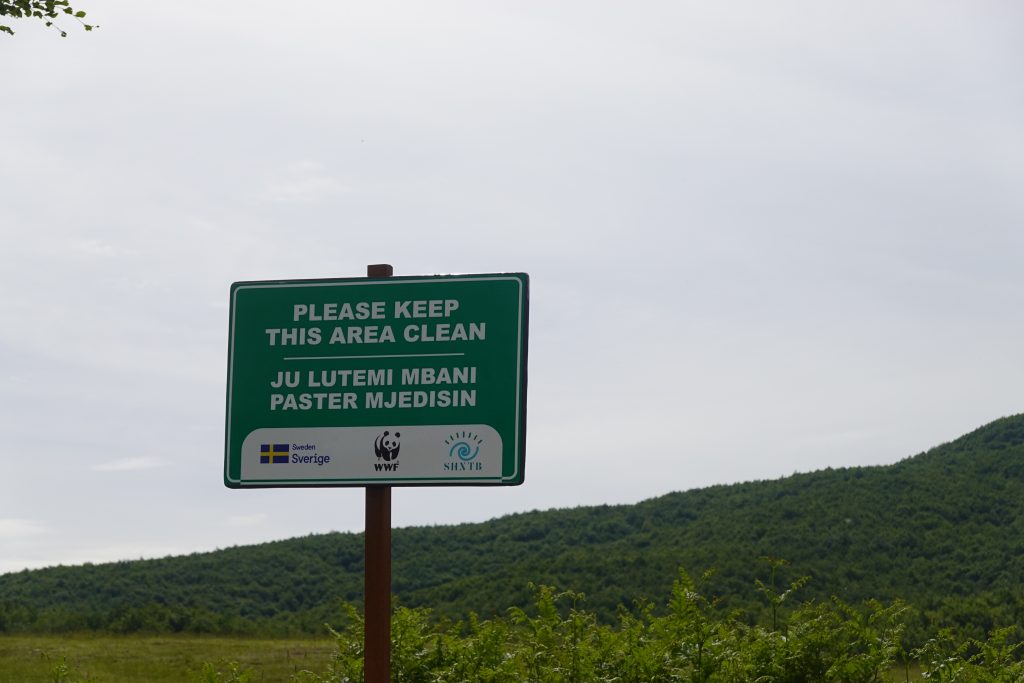 PLEASE KEEP
THIS AREA CLEAN
JU LUTEMI MBANI
PASTER MJEDISIN
Sweden
Sverige
WWF
SHNTB